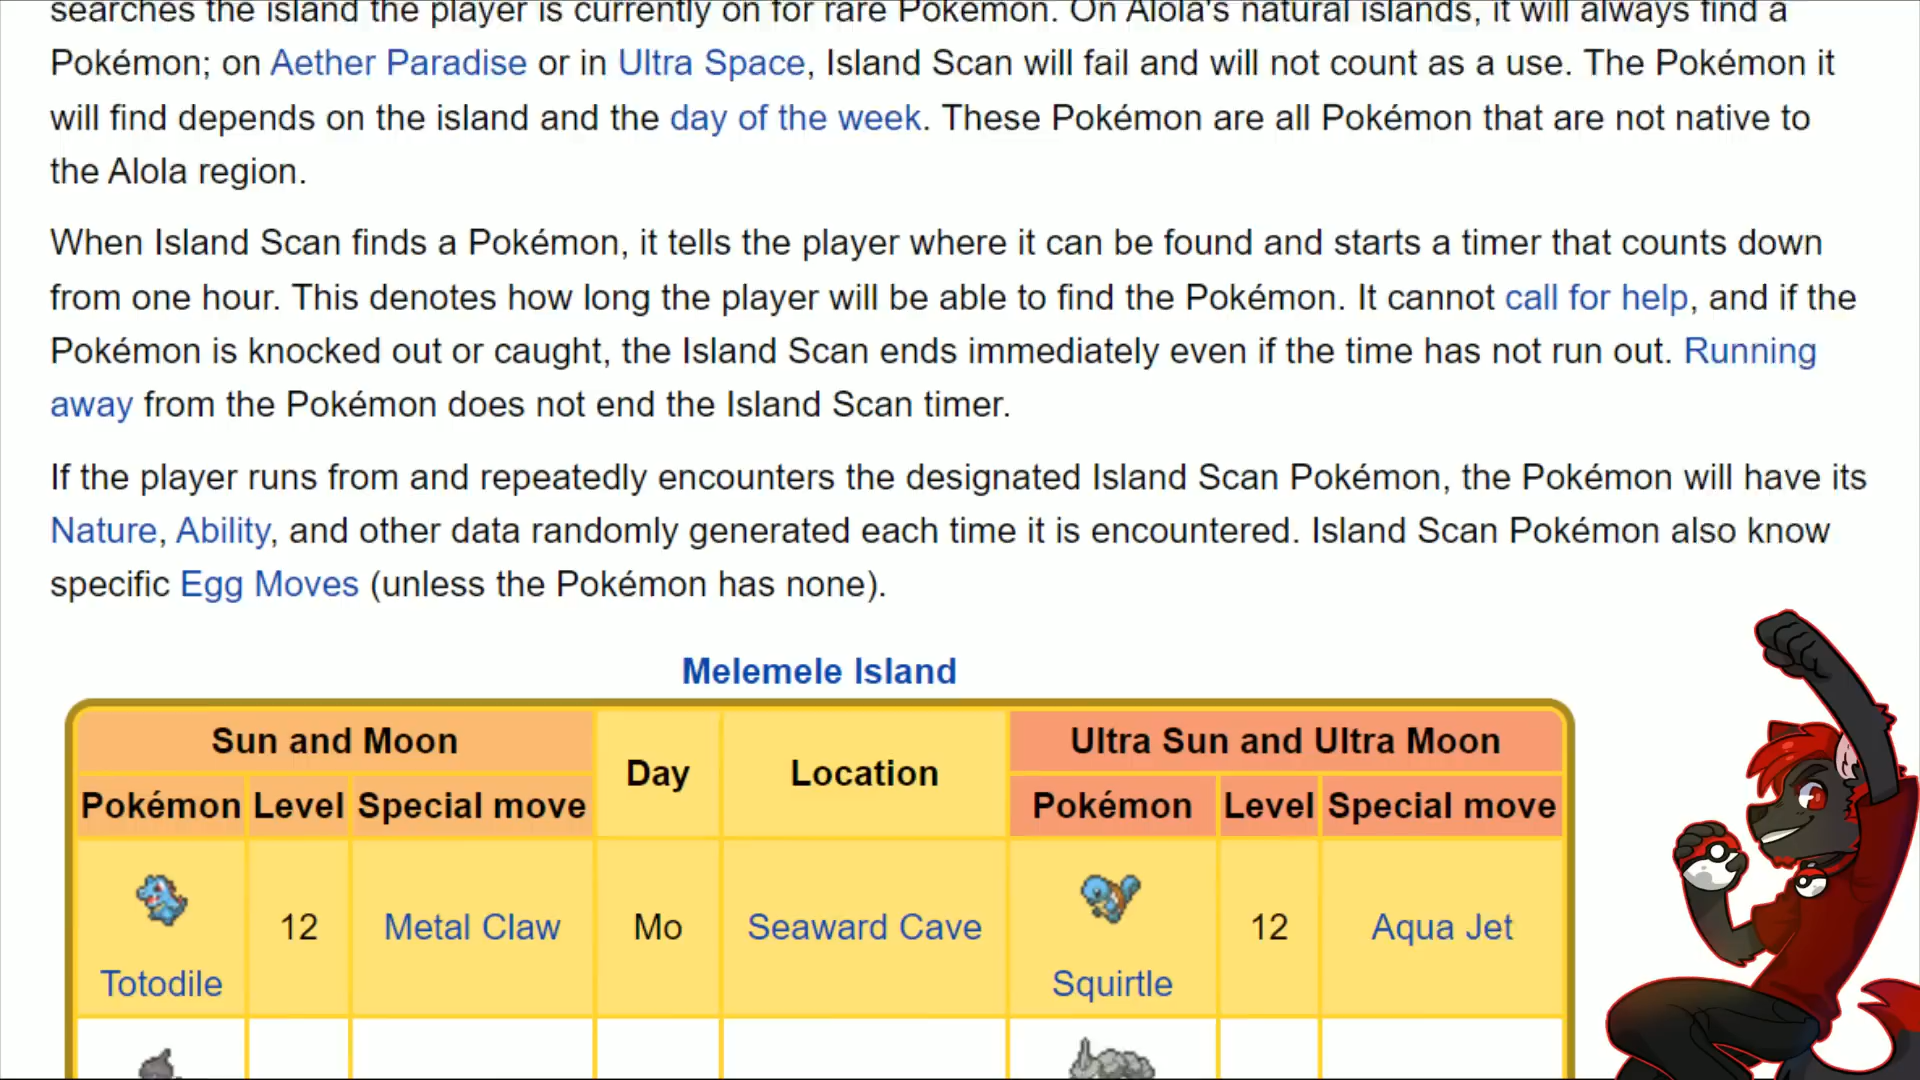 searches the island the player is currently on for rare Pokémon. On Alola's natural islands, it will always find a
Pokémon; on Aether Paradise or in Ultra Space, Island Scan will fail and will not count as a use. The Pokémon it
will find depends on the island and the day of the week. These Pokémon are all Pokémon that are not native to
the Alola region.
When Island Scan finds a Pokémon, it tells the player where it can be found and starts a timer that counts down
from one hour. This denotes how long the player will be able to find the Pokémon. It cannot call for help, and if the
Pokémon is knocked out or caught, the Island Scan ends immediately even if the time has not run out. Running
away from the Pokémon does not end the Island Scan timer.
If the player runs from and repeatedly encounters the designated Island Scan Pokémon, the Pokémon will have its
Nature, Ability, and other data randomly generated each time it is encountered. Island Scan Pokémon also know
specific Egg Moves (unless the Pokémon has none).
Melemele Island
Sun and Moon Day Location Ultra Sun and Ultra Moon
Pokémon Level Special move Pokémon Level Special move
12 Metal Claw Mo Seaward Cave 12 Aqua Jet
Totodile Squirtle